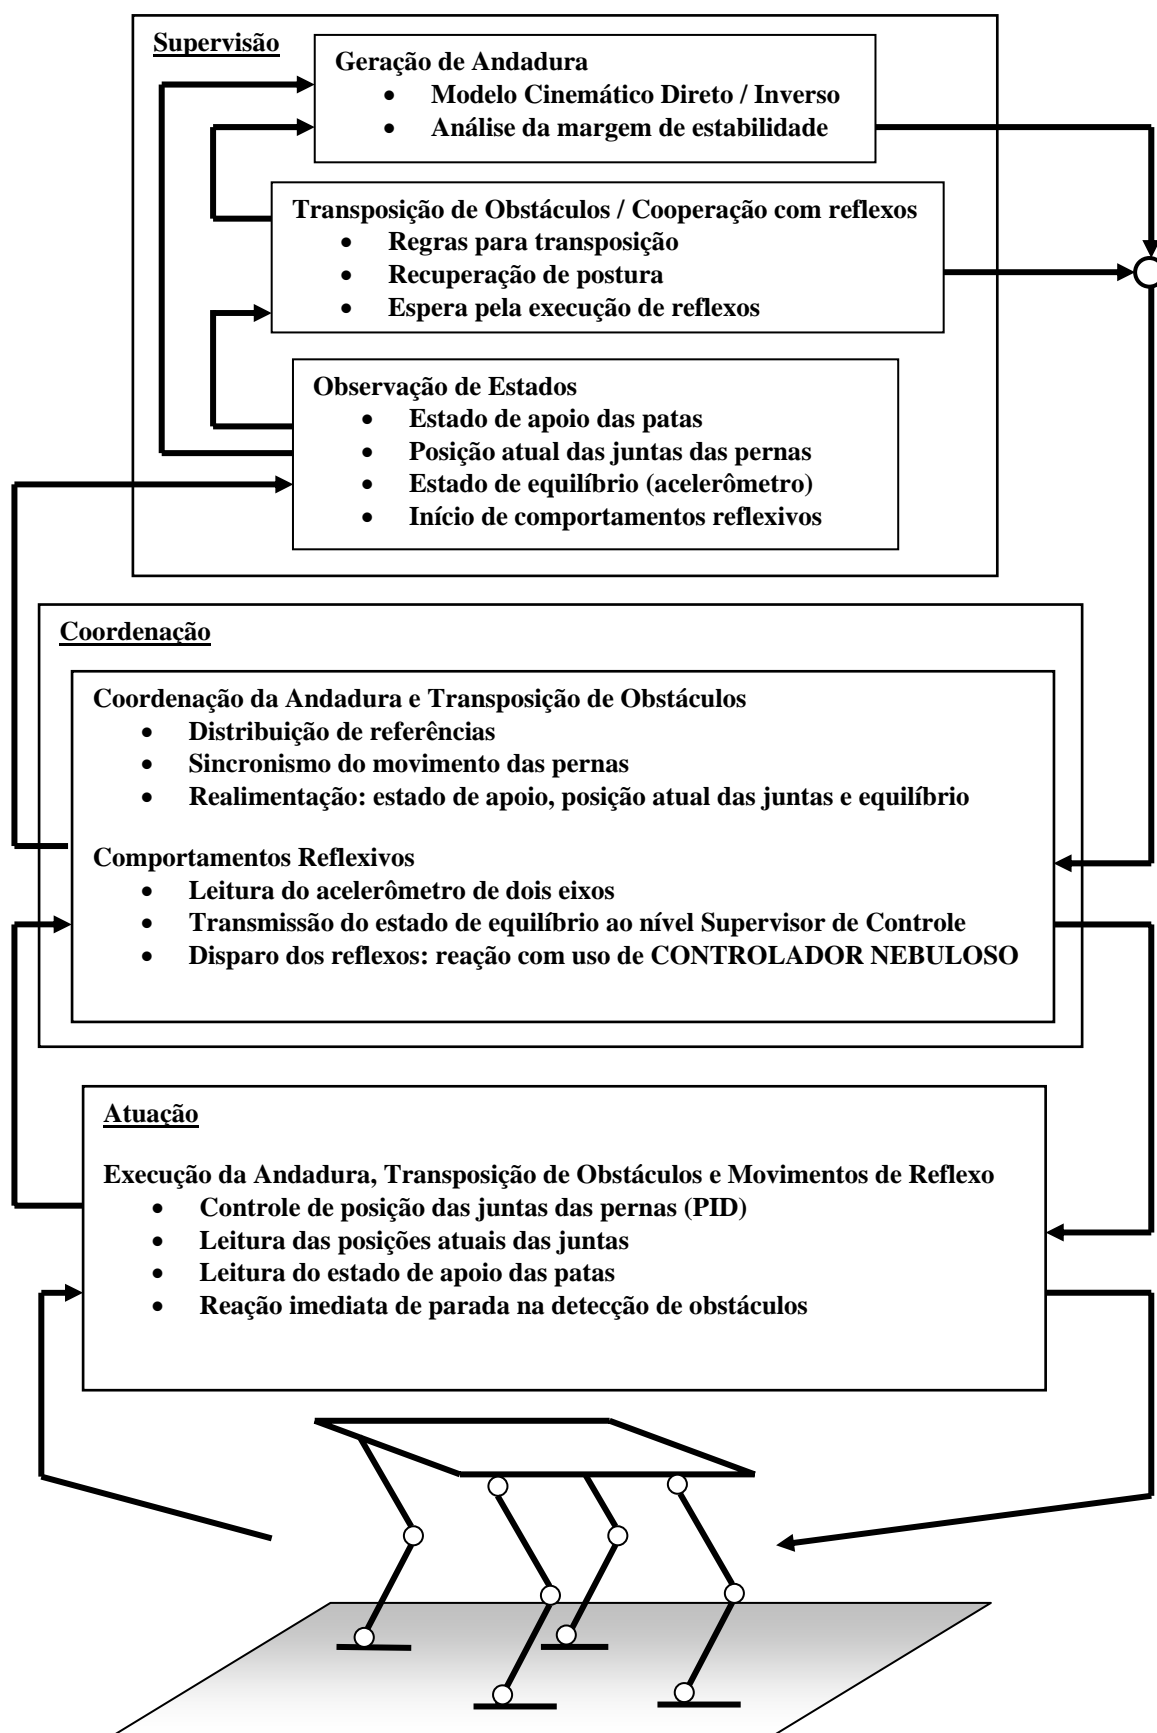 Supervisão
Geração de Andadura
• Modelo Cinemático Direto / Inverso
• Análise da margem de estabilidade
Transposição de Obstáculos / Cooperação com reflexos
• Regras para transposição
• Recuperação de postura
• Espera pela execução de reflexos
Observação de Estados
• Estado de apoio das patas
• Posição atual das juntas das pernas
• Estado de equilíbrio (acelerômetro)
• Início de comportamentos reflexivos
Coordenação
Coordenação da Andadura e Transposição de Obstáculos
• Distribuição de referências
• Sincronismo do movimento das pernas
• Realimentação: estado de apoio, posição atual das juntas e equilíbrio
Comportamentos Reflexivos
• Leitura do acelerômetro de dois eixos
• Transmissão do estado de equilíbrio ao nível Supervisor de Controle
• Disparo dos reflexos: reação com uso de CONTROLADOR NEBULOSO
Atuação
Execução da Andadura, Transposição de Obstáculos e Movimentos de Reflexo
• Controle de posição das juntas das pernas (PID)
• Leitura das posições atuais das juntas
• Leitura do estado de apoio das patas
• Reação imediata de parada na detecção de obstáculos